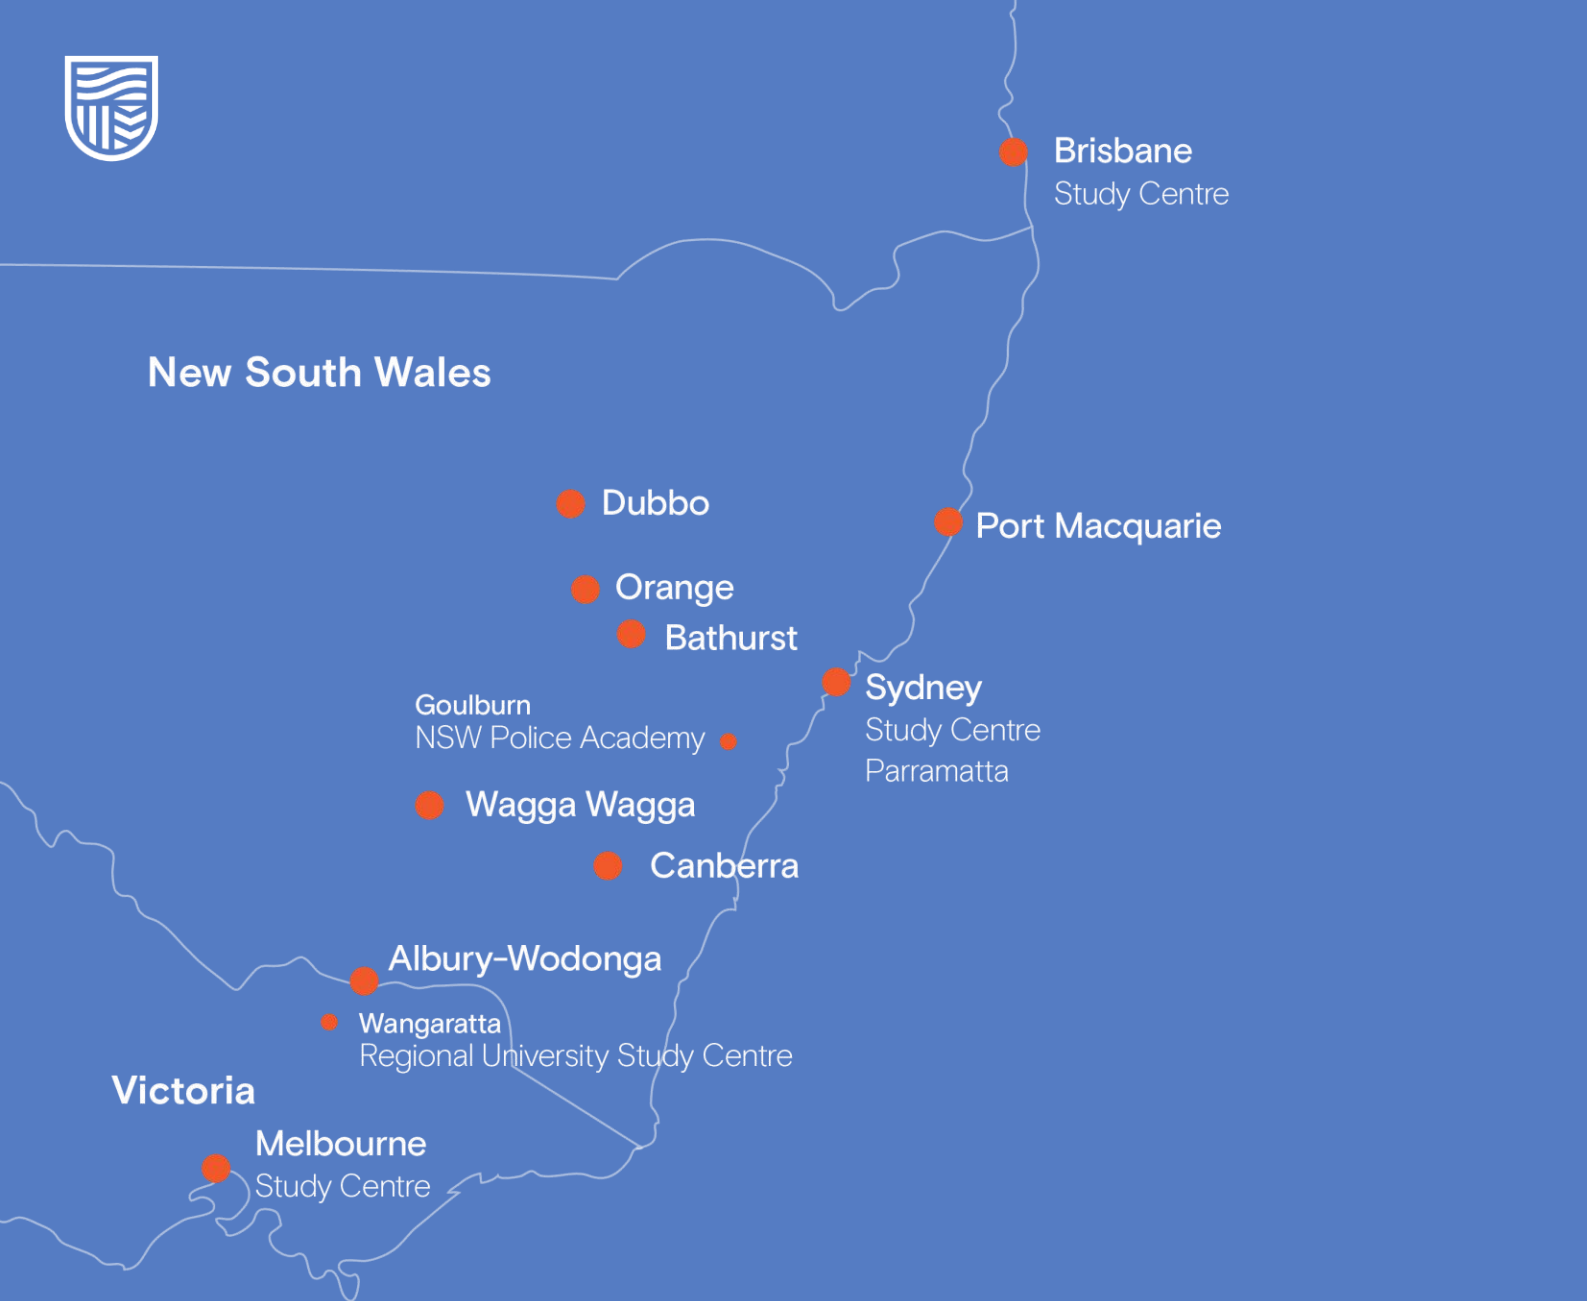 Brisbane
Study Centre
New South Wales
Dubbo
Port Macquarie
Orange
Bathurst
Sydney
Study Centre
Parramatta
Goulburn
NSW Police Academy
Wagga Wagga
Canberra
Albury-Wodonga
Wangaratta
Regional University Study Centre
Victoria
Melbourne
Study Centre